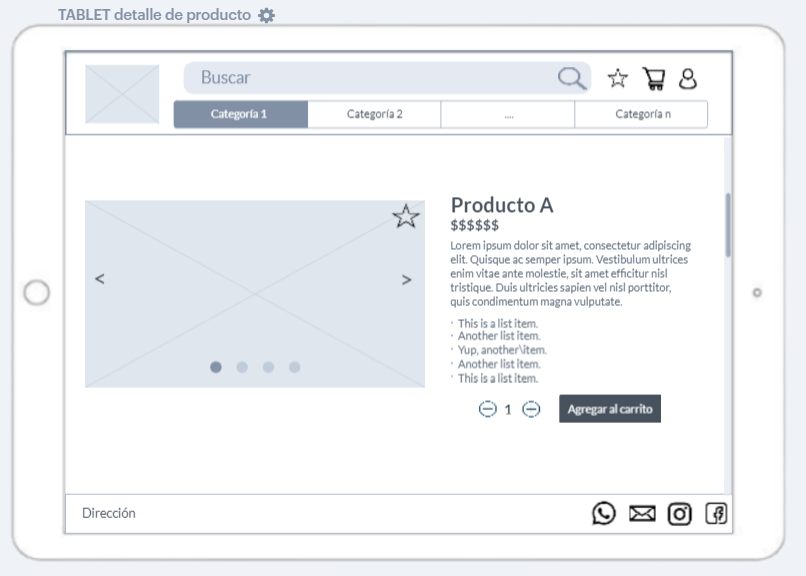 TABLET detalle de producto
Buscar
Categoría 1
Categoría 2
....
Categoría n
Producto A
$$$$$$
Lorem ipsum dolor sit amet, consectetur adipiscing
elit. Quisque ac semper ipsum. Vestibulum ultrices
enim vitae ante molestie, sit amet efficitur nisl
tristique. Duis ultricies sapien vel nisl porttitor,
quis condimentum magna vulputate.
· This is a list item.
· Another list item.
· Yup, another\item.
· Another list item.
· This is a list item.
1
Agregar al carrito
Dirección